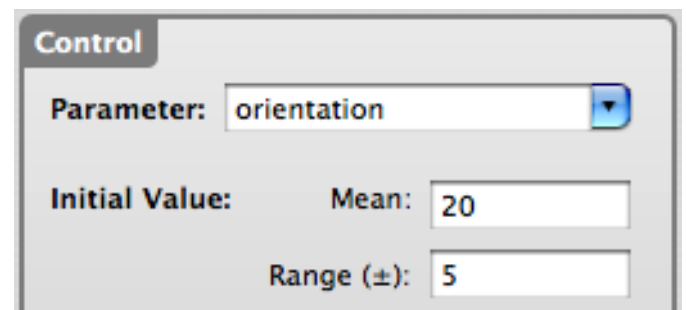 Control
Parameter: orientation
Initial Value: Mean: 20
Range (±): 5